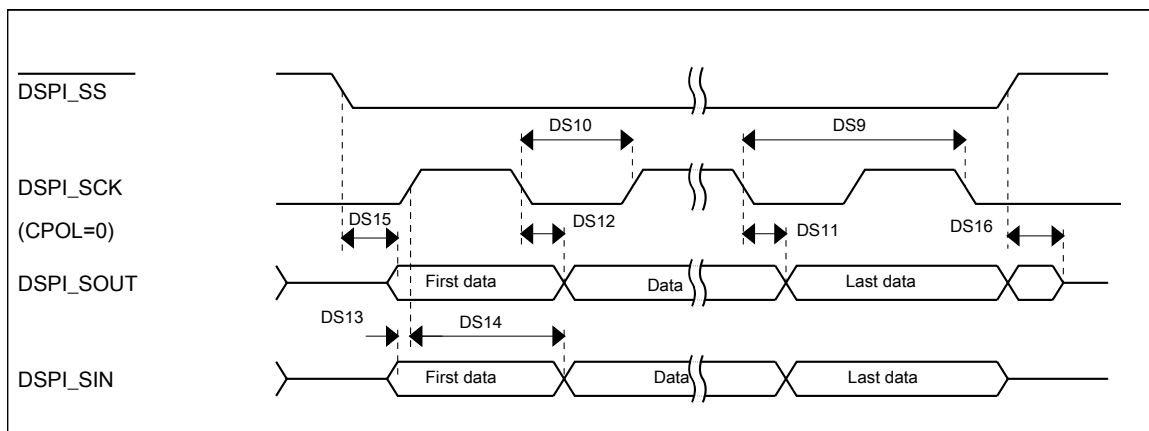 DSPI_SS
DS10
DS9
DSPI_SCK
(CPOL=0)
DS15
DS12
DS11
DS16
DSPI_SOUT
First data
Data
Last data
DS13
DS14
DSPI_SIN
First data
Data
Last data